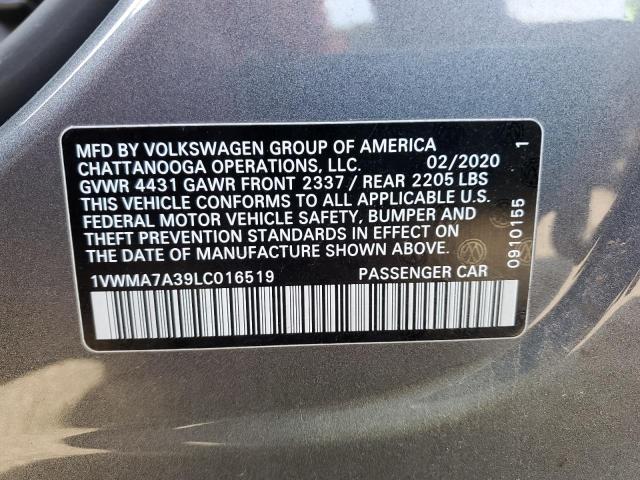 MFD BY VOLKSWAGEN GROUP OF AMERICA
CHATTANOOGA OPERATIONS, LLC. 02/2020
GVWR 4431 GAWR FRONT 2337 / REAR 2205 LBS
THIS VEHICLE CONFORMS TO ALL APPLICABLE U.S.
FEDERAL MOTOR VEHICLE SAFETY, BUMPER AND
THEFT PREVENTION STANDARDS IN EFFECT ON
THE DATE OF MANUFACTURE SHOWN ABOVE.
1VWMA7A39LC016519 PASSENGER CAR
0910155 1